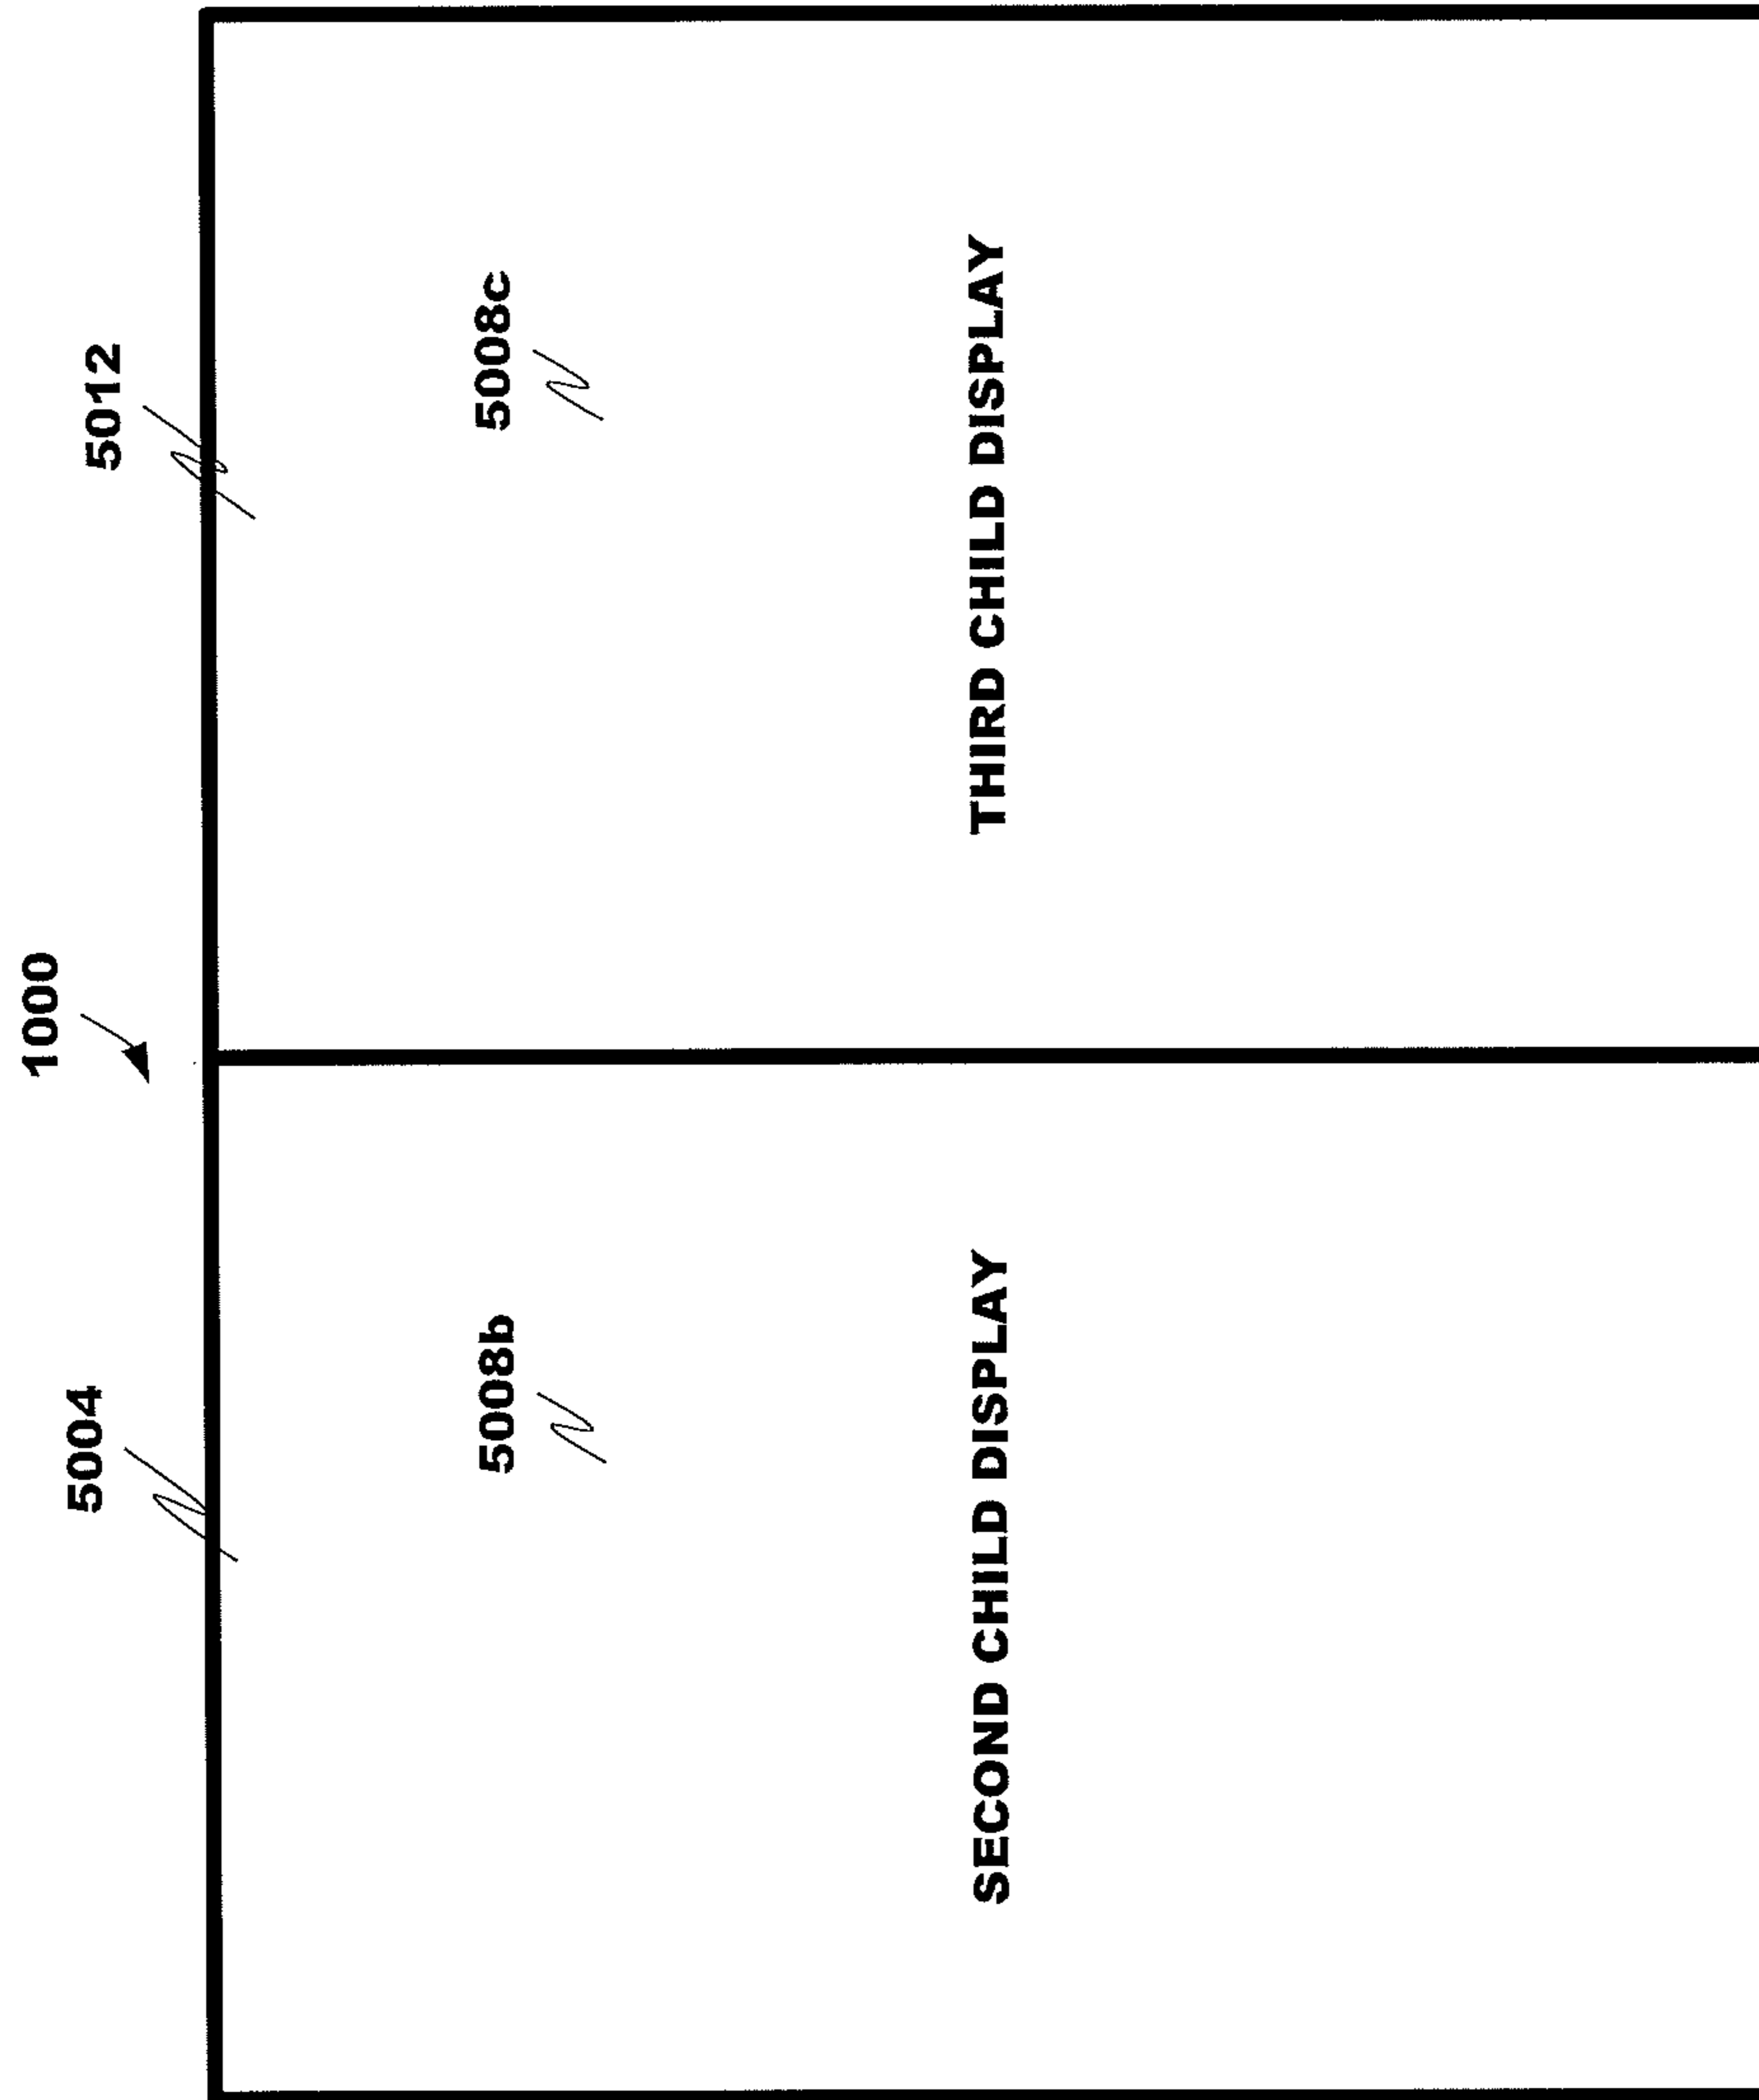 1000
5004
5012
5008b
5008c
SECOND CHILD DISPLAY
THIRD CHILD DISPLAY